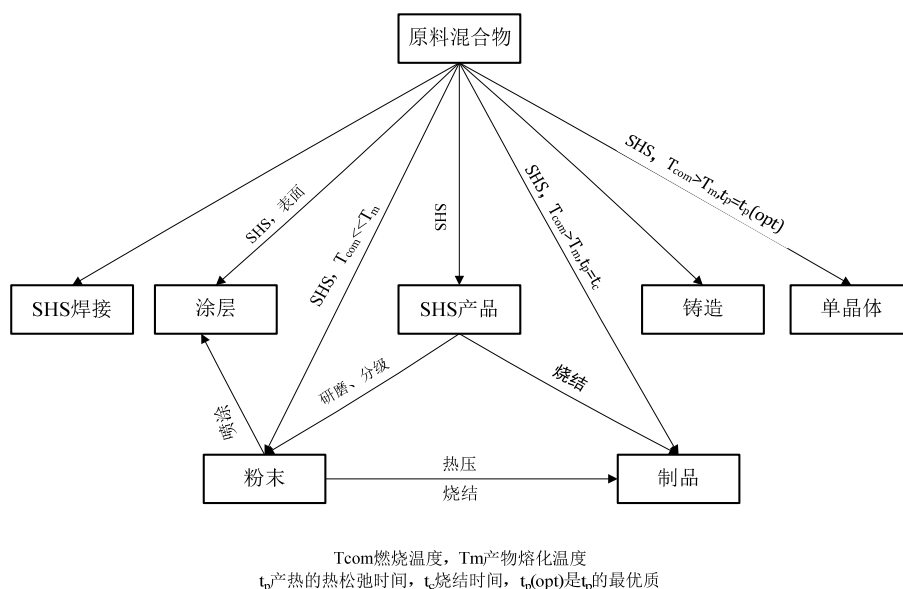 原料混合物
SHS，表面
SHS，Tcom<<Tm
SHS
SHS，Tcom>Tm,tp=tc
SHS，Tcom>Tm,tp=tp(opt)
SHS焊接
涂层
SHS产品
铸造
单晶体
研磨、分级
烧结
喷涂
粉末
热压
烧结
制品
Tcom燃烧温度，Tm产物熔化温度
tp产热的热松弛时间，tc烧结时间，tp(opt)是tp的最优质